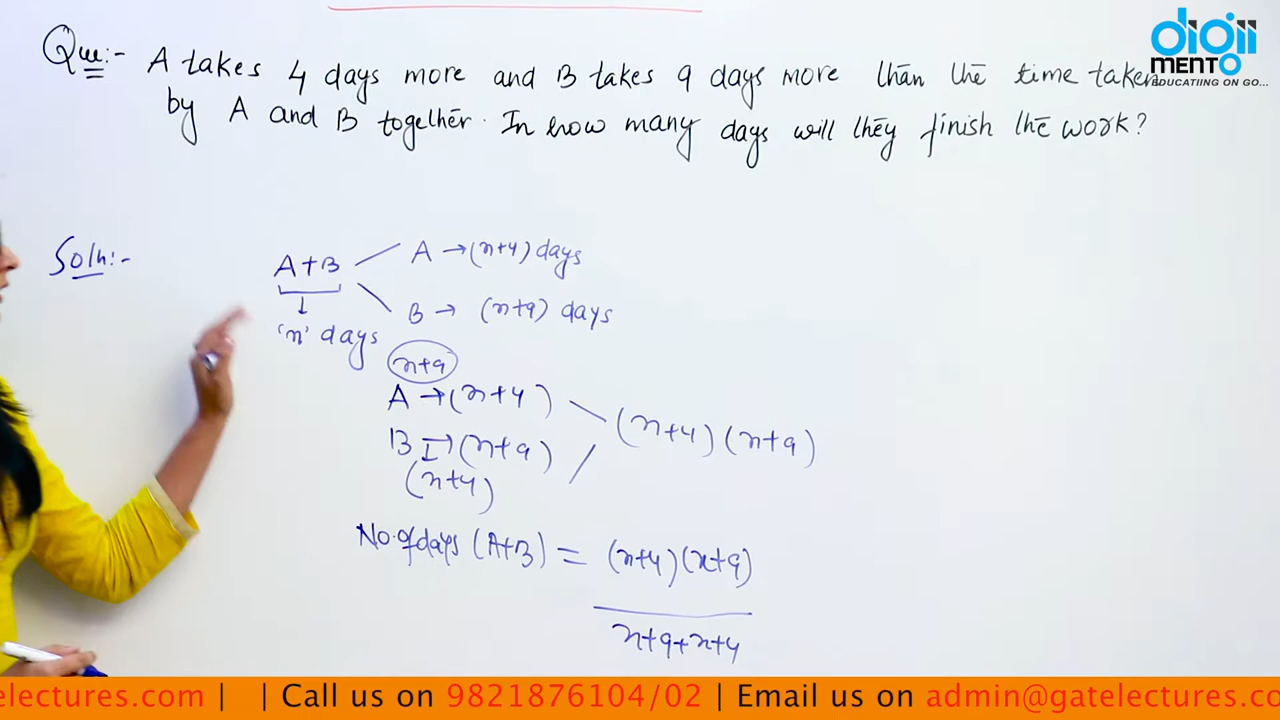 digii
MENTO
EDUCATIING ON GO...
Que:- A takes 4 days more and B takes 9 days more than the time taken
by A and B together. In how many days will they finish the work?
Soln:-
A+B
A → (n+4) days
B → (n+9) days
'n' days
n+9
A → (n+4)
B I→ (n+9)
(n+4)
(n+4)(n+9)
No. of days (A+B) = (n+4)(n+9)
n+9+n+4
electures.com | | Call us on 9821876104/02 | Email us on admin@gatelectures.co